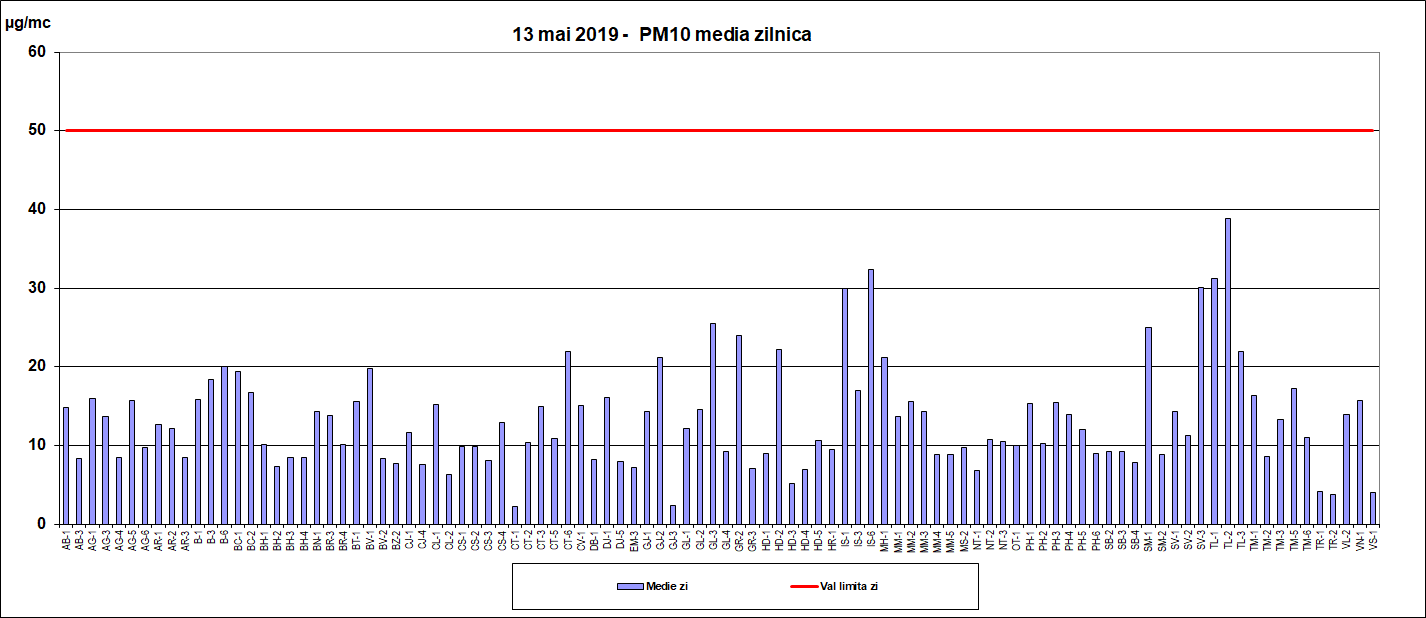 µg/mc
13 mai 2019 - PM10 media zilnica
60
50
40
30
20
10
0
AB-1 AB-3 AG-1 AG-3 AG-4 AG-5 AG-6 AR-1 AR-2 AR-3 B-1 B-3 B-6 BC-1 BC-2 BH-1 BH-2 BH-3 BH-4 BN-1 BR-3 BR-4 BT-1 BV-1 BV-2 BZ-2 CJ-1 CJ-4 CL-1 CL-2 CS-1 CS-2 CS-3 CS-4 CT-1 CT-2 CT-3 CT-5 CT-6 CV-1 DB-1 DJ-1 DJ-5 EM-3 GJ-1 GJ-2 GJ-3 GL-1 GL-2 GL-3 GL-4 GR-2 GR-3 HD-1 HD-2 HD-3 HD-4 HD-5 HR-1 IS-1 IS-3 IS-6 MH-1 MM-1 MM-2 MM-3 MM-4 MM-5 MS-2 NT-1 NT-2 NT-3 OT-1 PH-1 PH-2 PH-3 PH-4 PH-5 PH-6 SB-2 SB-3 SB-4 SM-1 SM-2 SV-1 SV-2 SV-3 TL-1 TL-2 TL-3 TM-1 TM-2 TM-4 TM-5 TM-6 TR-1 TR-2 VL-2 VN-1 VS-1
Medie zi
Val limita zi